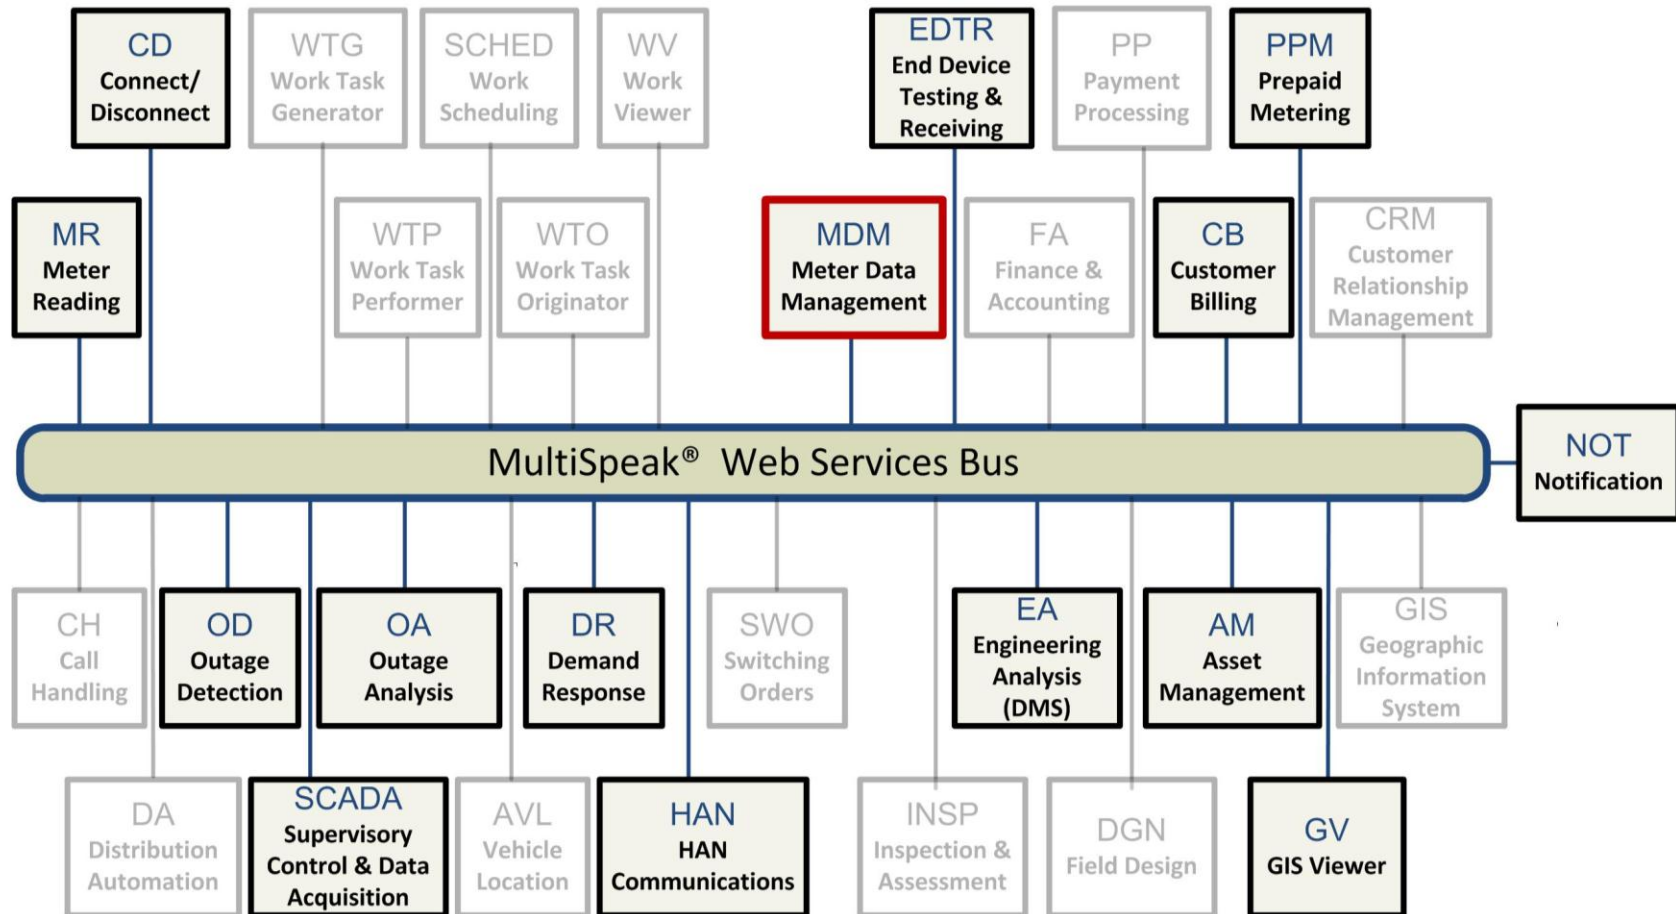 CD
Connect/
Disconnect
WTG
Work Task
Generator
SCHED
Work
Scheduling
WV
Work
Viewer
EDTR
End Device
Testing &
Receiving
PP
Payment
Processing
PPM
Prepaid
Metering
MR
Meter
Reading
WTP
Work Task
Performer
WTO
Work Task
Originator
MDM
Meter Data
Management
FA
Finance &
Accounting
CB
Customer
Billing
CRM
Customer
Relationship
Management
MultiSpeak® Web Services Bus
NOT
Notification
CH
Call
Handling
OD
Outage
Detection
OA
Outage
Analysis
DR
Demand
Response
SWO
Switching
Orders
EA
Engineering
Analysis
(DMS)
AM
Asset
Management
GIS
Geographic
Information
System
DA
Distribution
Automation
SCADA
Supervisory
Control & Data
Acquisition
AVL
Vehicle
Location
HAN
HAN
Communications
INSP
Inspection &
Assessment
DGN
Field Design
GV
GIS Viewer